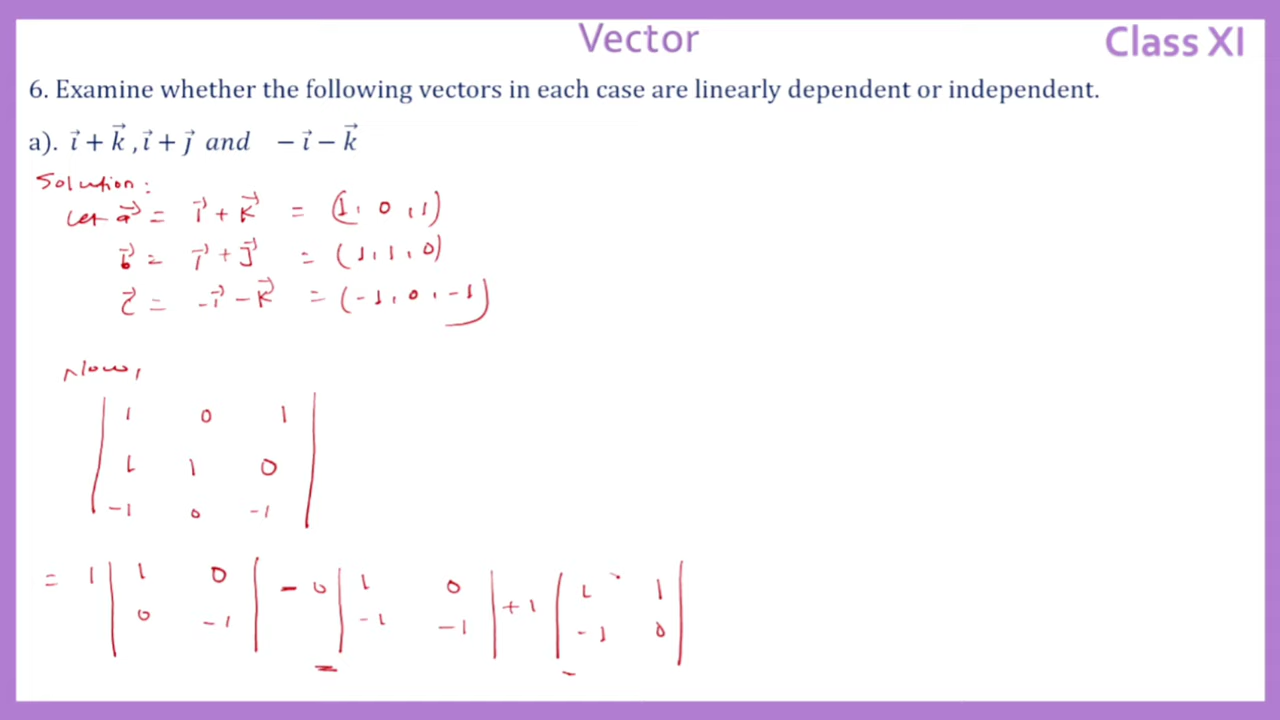 Vector
Class XI
6. Examine whether the following vectors in each case are linearly dependent or independent.
a). i⃗ + k⃗ , i⃗ + j⃗ and − i⃗ − k⃗
Solution:
Let a⃗ = i⃗ + k⃗ = (1, 0, 1)
b⃗ = i⃗ + j⃗ = (1, 1, 0)
c⃗ = -i⃗ - k⃗ = (-1, 0, -1)
Now,
| 1 0 1 |
| 1 1 0 |
| -1 0 -1 |
= 1 | 1 0 | - 0 | 1 0 | + 1 | 1 1 |
| 0 -1 | | -1 -1 | | -1 0 |